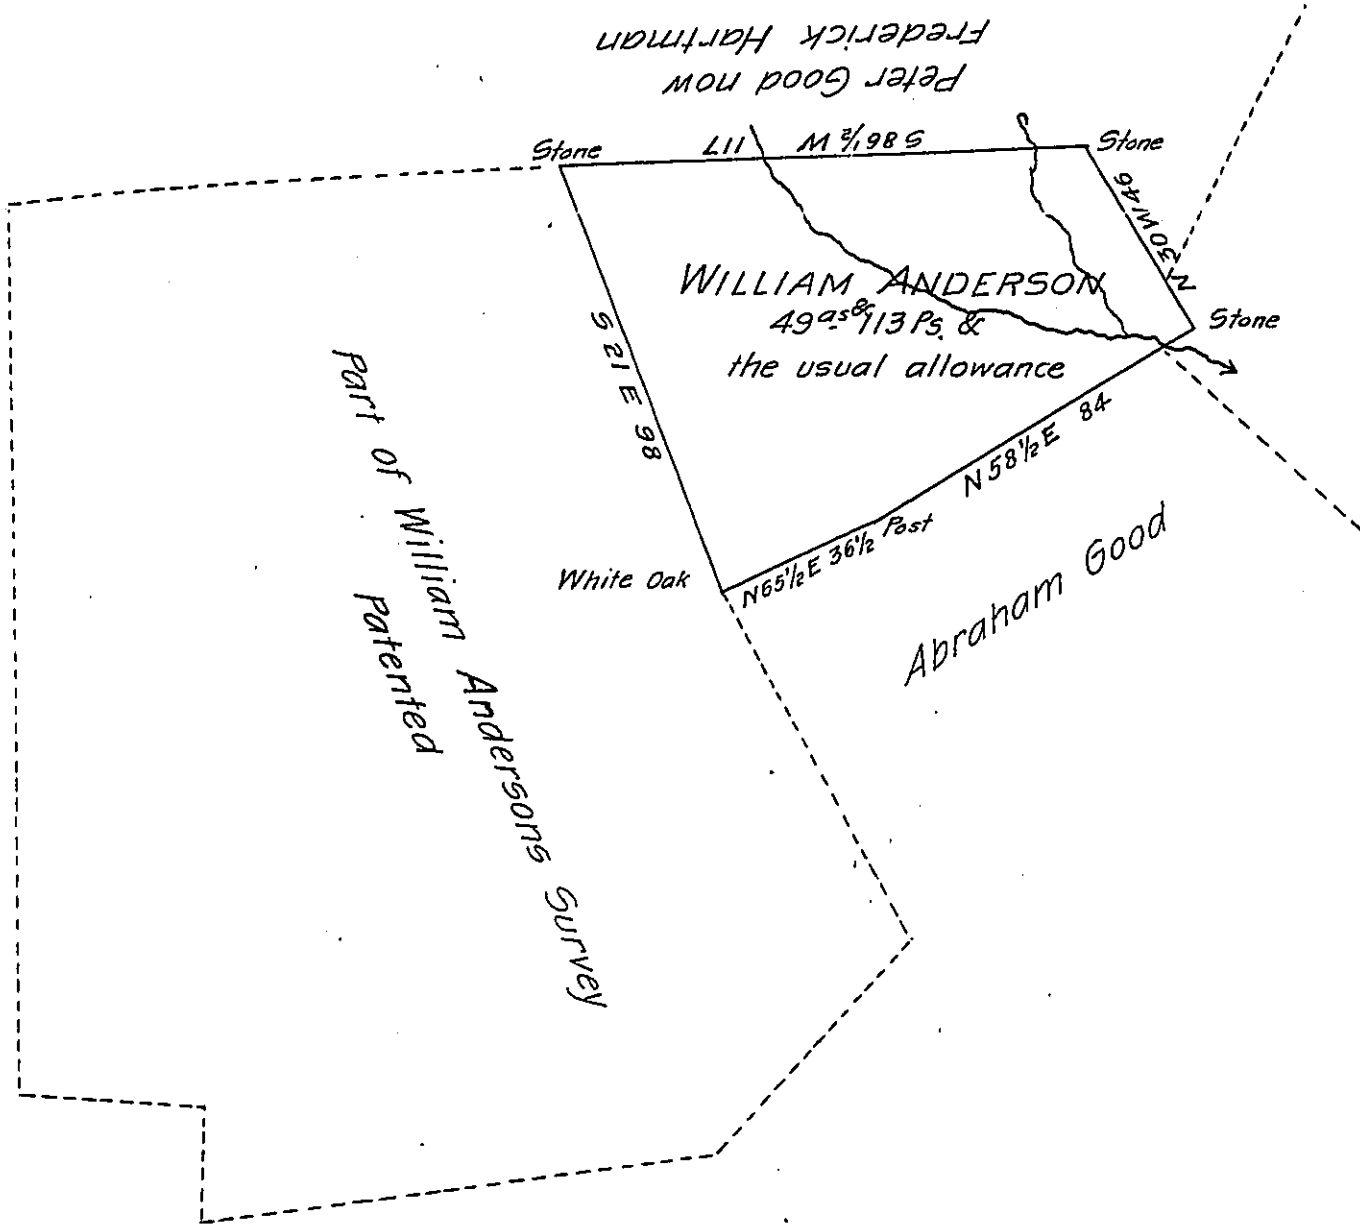 Peter Good now
Frederick Hartman
Stone
117
S 86½ W
Stone
N 30 W 46
Stone
WILLIAM ANDERSON
49 as & 113 Ps. &
the usual allowance
S 21 E 98
N 58½ E 84
Post
N 65½ E 36½
White Oak
Abraham Good
Part of William Andersons Survey
Patented